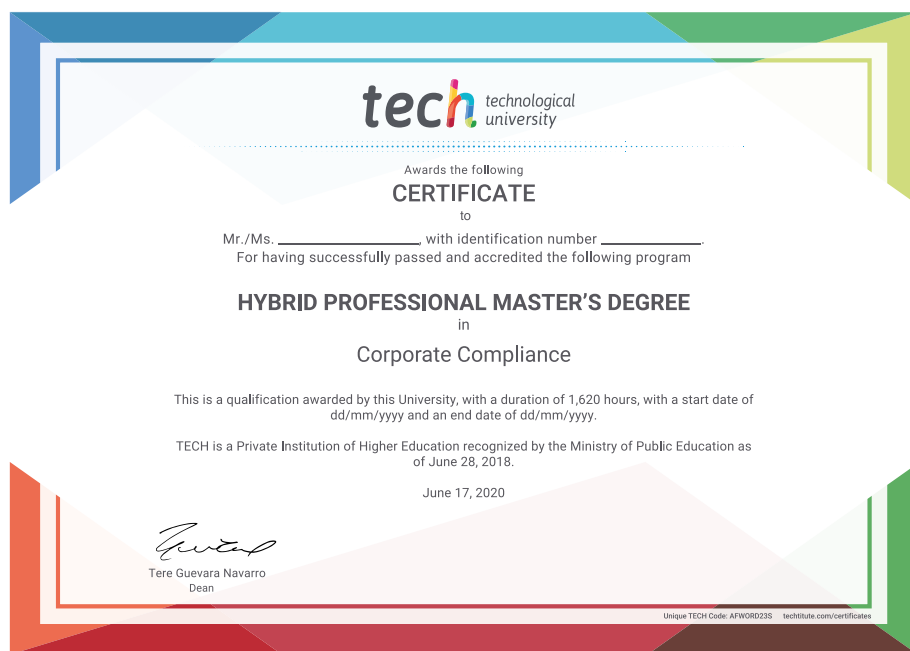 tech technological
university
Awards the following
CERTIFICATE
to
Mr./Ms. ____________________, with identification number ______________.
For having successfully passed and accredited the following program
HYBRID PROFESSIONAL MASTER'S DEGREE
in
Corporate Compliance
This is a qualification awarded by this University, with a duration of 1,620 hours, with a start date of
dd/mm/yyyy and an end date of dd/mm/yyyy.
TECH is a Private Institution of Higher Education recognized by the Ministry of Public Education as
of June 28, 2018.
June 17, 2020
Tere Guevara Navarro
Dean
Unique TECH Code: AFWORD23S techtitute.com/certificates